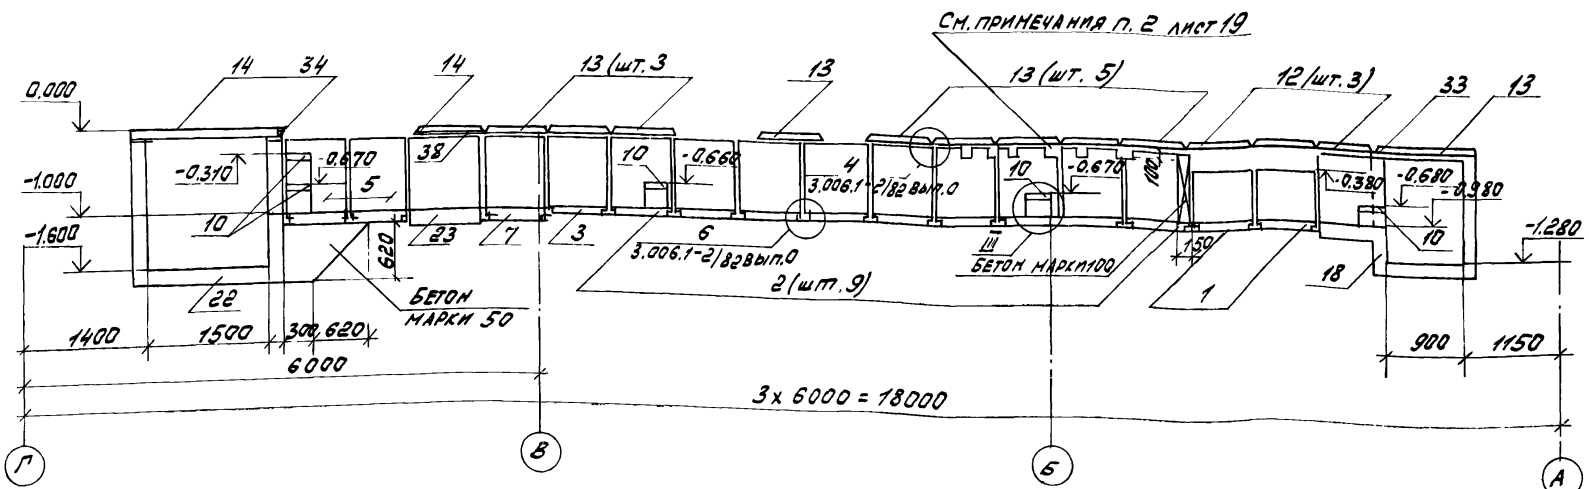 См. ПРИМЕЧАНИЯ п. 2 лист 19
14 34
14
13 (шт. 3
13
13 (шт. 5)
12 (шт. 3)
33
13
0.000
-0.310
-0.670
5
38
10
-0.660
4
3.006.1-2/82 вып.0
10
-0.670
100
-0.380
-0.680
-0.980
-1.000
10
-1.600
620
23
7
3
6
3.006.1-2/82 вып.0
III
БЕТОН МАРКИ 100
150
1
18
10
-1.280
22
БЕТОН
МАРКИ 50
2 (шт. 9)
1400
1500
300
620
900
1150
6000
3 x 6000 = 18000
Г
В
Б
А